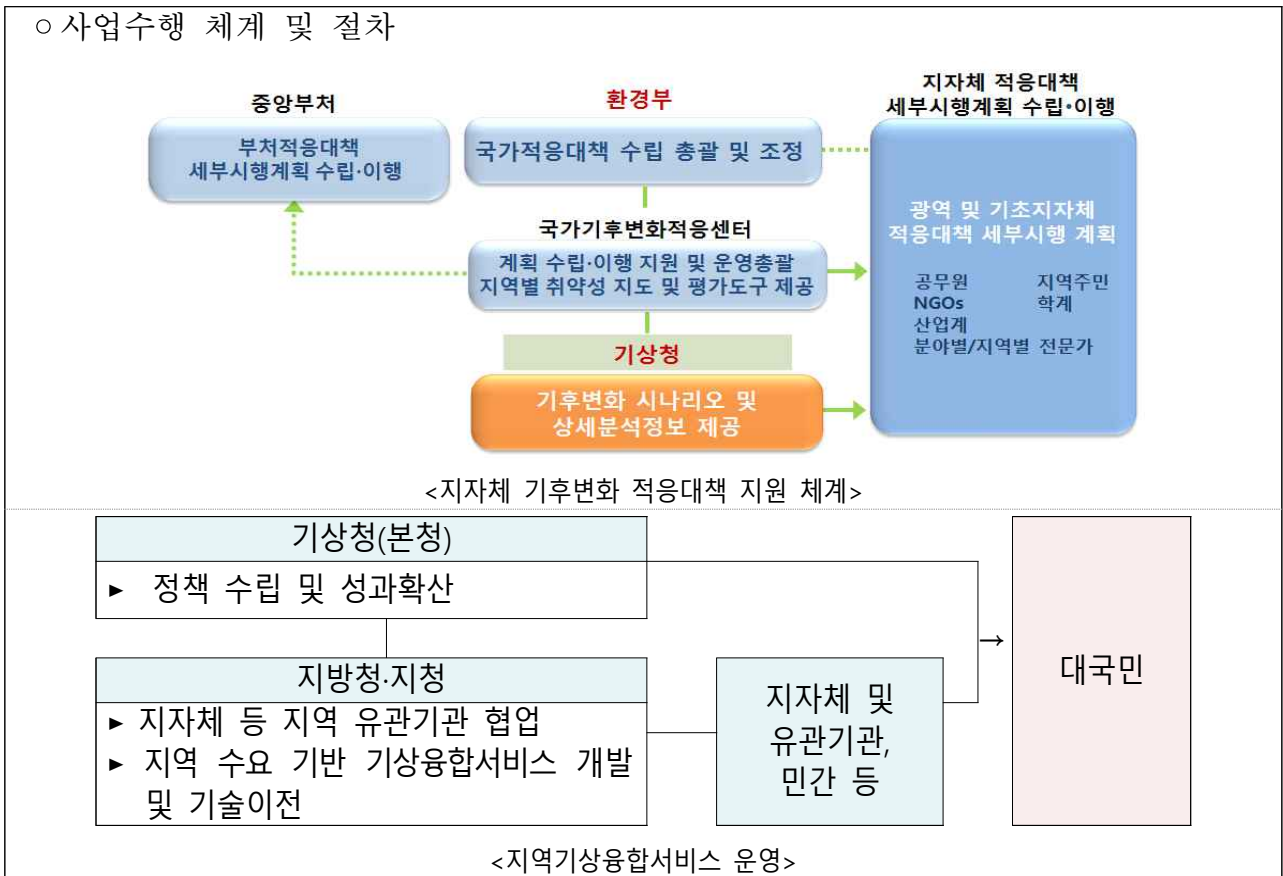 ○ 사업수행 체계 및 절차
중앙부처
부처적응대책
세부시행계획 수립·이행
환경부
국가적응대책 수립 총괄 및 조정
국가기후변화적응센터
계획 수립·이행 지원 및 운영총괄
지역별 취약성 지도 및 평가도구 제공
기상청
기후변화 시나리오 및
상세분석정보 제공
지자체 적응대책
세부시행계획 수립·이행
광역 및 기초지자체
적응대책 세부시행 계획
공무원 지역주민
NGOs 학계
산업계
분야별/지역별 전문가
<지자체 기후변화 적응대책 지원 체계>
기상청(본청)
► 정책 수립 및 성과확산
지방청·지청
► 지자체 등 지역 유관기관 협업
► 지역 수요 기반 기상융합서비스 개발
및 기술이전
지자체 및
유관기관,
민간 등
→
대국민
<지역기상융합서비스 운영>